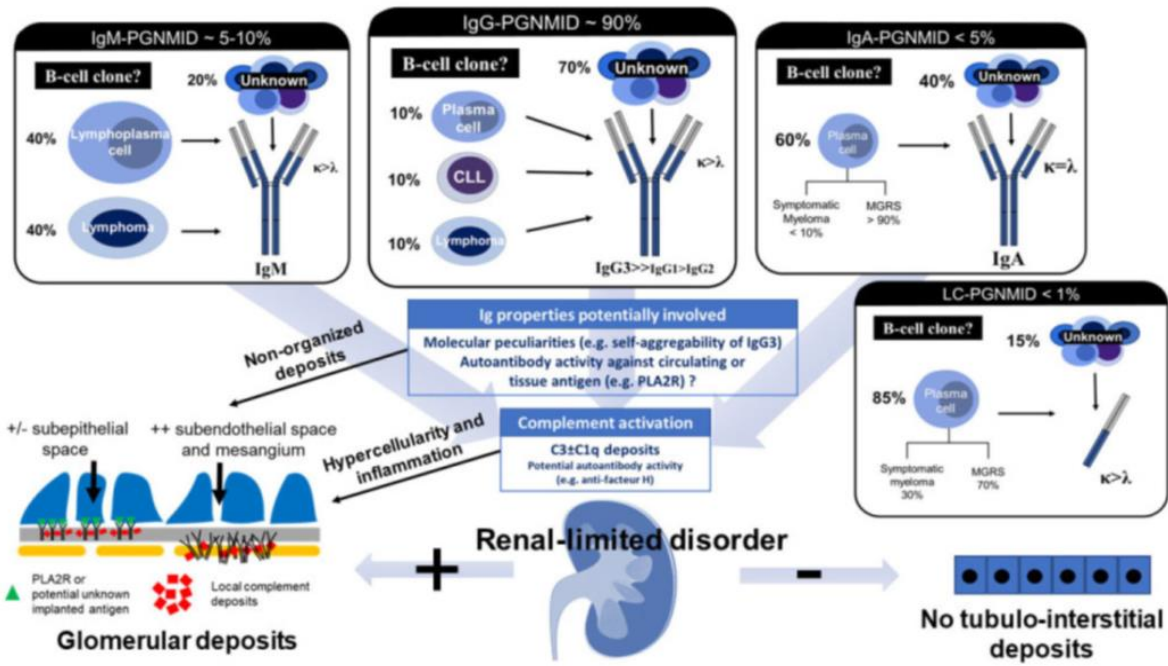 IgM-PGNMID ~ 5-10%
B-cell clone?
20%
Unknown
40%
Lymphoplasma
cell
κ>λ
40%
Lymphoma
IgM
IgG-PGNMID ~ 90%
B-cell clone?
70%
Unknown
10%
Plasma
cell
κ>λ
10%
CLL
10%
Lymphoma
IgG3>>IgG1>IgG2
IgA-PGNMID < 5%
B-cell clone?
40%
Unknown
60%
Plasma
cell
κ=λ
Symptomatic
Myeloma
< 10%
MGRS
> 90%
IgA
LC-PGNMID < 1%
B-cell clone?
15%
Unknown
85%
Plasma
cell
Symptomatic
myeloma
30%
MGRS
70%
κ>λ
Ig properties potentially involved
Molecular peculiarities (e.g. self-aggregability of IgG3)
Autoantibody activity against circulating or
tissue antigen (e.g. PLA2R) ?
Non-organized
deposits
Complement activation
C3±C1q deposits
Potential autoantibody activity
(e.g. anti-facteur H)
Hypercellularity and
inflammation
+/- subepithelial
space
++ subendothelial space
and mesangium
PLA2R or
potential unknown
implanted antigen
Local complement
deposits
Glomerular deposits
Renal-limited disorder
+
-
No tubulo-interstitial
deposits